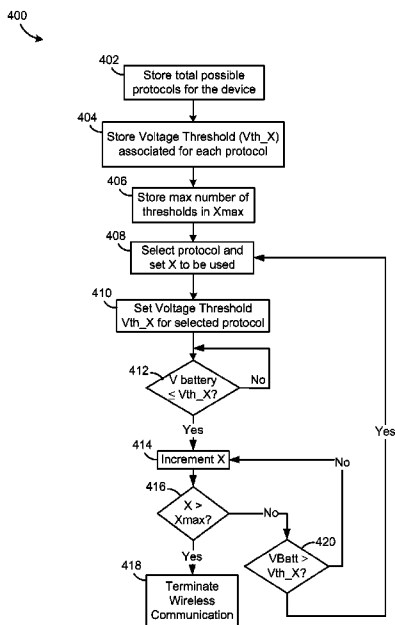 400
402
Store total possible
protocols for the device
404
Store Voltage Threshold (Vth_X)
associated for each protocol
406
Store max number of
thresholds in Xmax
408
Select protocol and
set X to be used
410
Set Voltage Threshold
Vth_X for selected protocol
412
V battery
≤ Vth_X?
No
Yes
Yes
414
Increment X
No
416
X >
Xmax?
No
420
VBatt >
Vth_X?
Yes
418
Terminate
Wireless
Communication